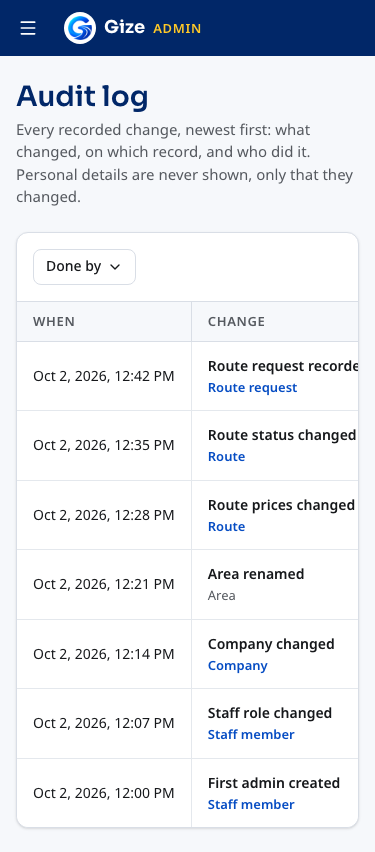 Gize ADMIN
Audit log
Every recorded change, newest first: what
changed, on which record, and who did it.
Personal details are never shown, only that they
changed.
Done by
WHEN CHANGE
Oct 2, 2026, 12:42 PM Route request recorde
Route request
Oct 2, 2026, 12:35 PM Route status changed
Route
Oct 2, 2026, 12:28 PM Route prices changed
Route
Oct 2, 2026, 12:21 PM Area renamed
Area
Oct 2, 2026, 12:14 PM Company changed
Company
Oct 2, 2026, 12:07 PM Staff role changed
Staff member
Oct 2, 2026, 12:00 PM First admin created
Staff member